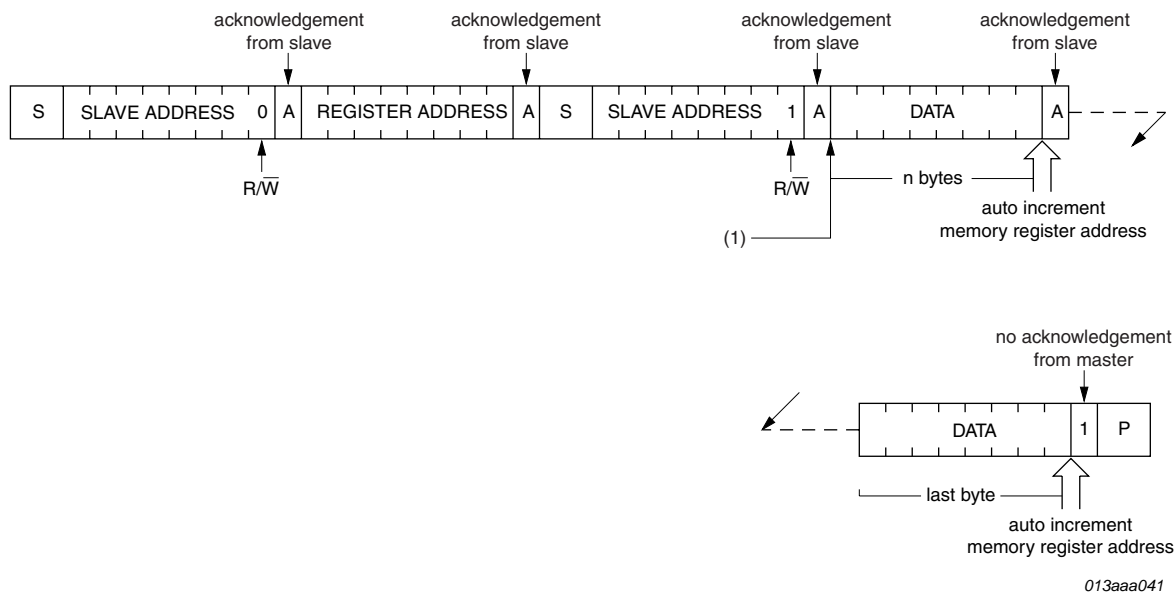 acknowledgement
from slave
acknowledgement
from slave
acknowledgement
from slave
acknowledgement
from slave
S SLAVE ADDRESS 0 A REGISTER ADDRESS A S SLAVE ADDRESS 1 A DATA A
R/W̅
R/W̅
n bytes
auto increment
memory register address
(1)
no acknowledgement
from master
DATA 1 P
last byte
auto increment
memory register address
013aaa041